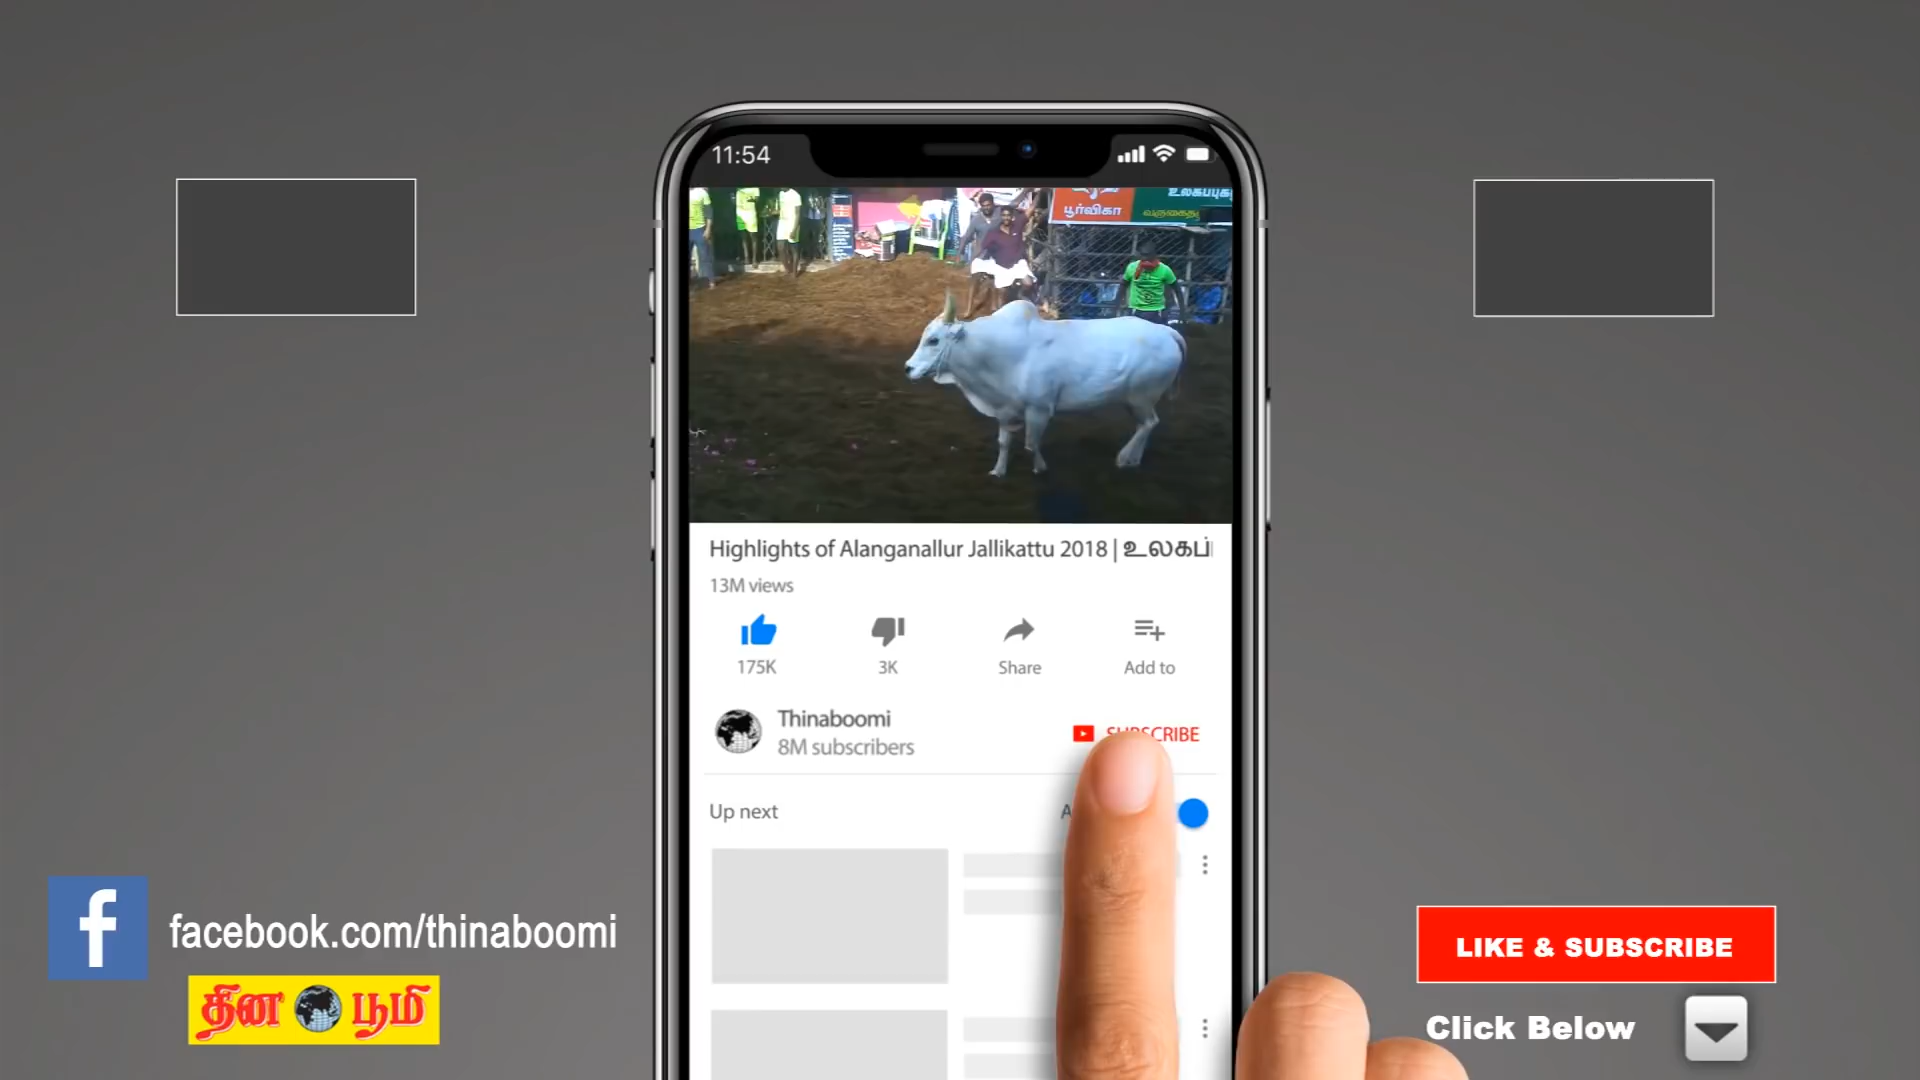 11:54
பூர்விகா
Highlights of Alanganallur Jallikattu 2018 | உலகப்
13M views
175K
3K
Share
Add to
Thinaboomi
8M subscribers
SUBSCRIBE
Up next
facebook.com/thinaboomi
தின பூமி
LIKE & SUBSCRIBE
Click Below